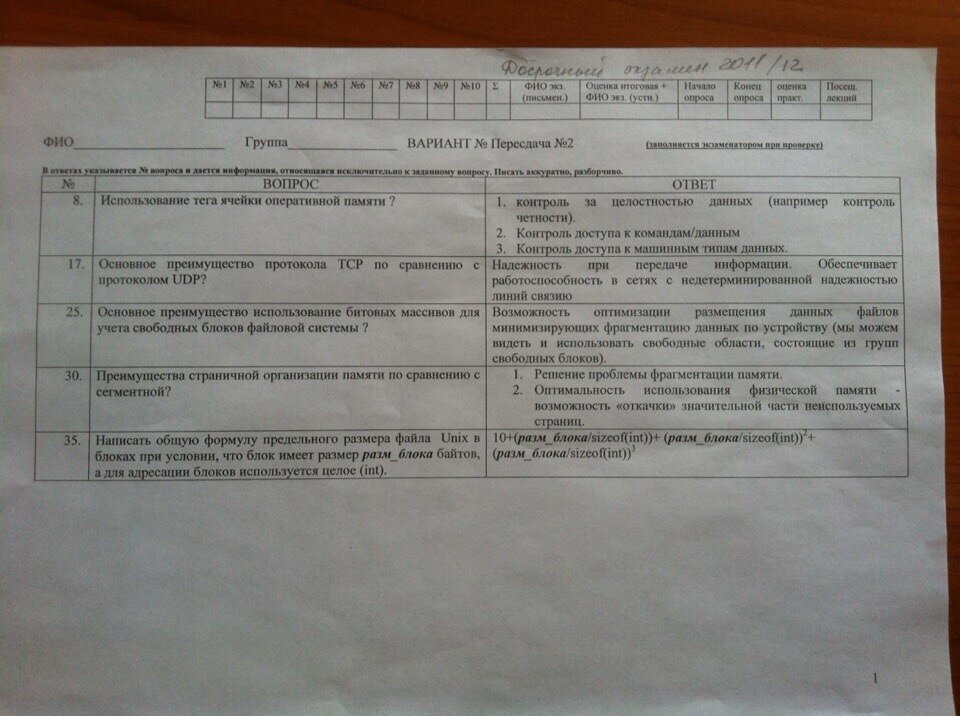 Досрочный экзамен 2011/12
№1 №2 №3 №4 №5 №6 №7 №8 №9 №10 Σ ФИО экз. (письмен.) Оценка итоговая + ФИО экз. (устн.) Начало опроса Конец опроса оценка практ. Посещ. лекций
ФИО____________________ Группа__________________ ВАРИАНТ № Пересдача №2 (заполняется экзаменатором при проверке)
В ответах указывается № вопроса и дается информация, относящаяся исключительно к заданному вопросу. Писать аккуратно, разборчиво.
№ ВОПРОС ОТВЕТ
8. Использование тега ячейки оперативной памяти ?
1. контроль за целостностью данных (например контроль
четности).
2. Контроль доступа к командам/данным
3. Контроль доступа к машинным типам данных.
17. Основное преимущество протокола TCP по сравнению с
протоколом UDP?
Надежность при передаче информации. Обеспечивает
работоспособность в сетях с недетерминированной надежностью
линий связию
25. Основное преимущество использование битовых массивов для
учета свободных блоков файловой системы ?
Возможность оптимизации размещения данных файлов
минимизирующих фрагментацию данных по устройству (мы можем
видеть и использовать свободные области, состоящие из групп
свободных блоков).
30. Преимущества страничной организации памяти по сравнению с
сегментной?
1. Решение проблемы фрагментации памяти.
2. Оптимальность использования физической памяти -
возможность «откачки» значительной части неиспользуемых
страниц.
35. Написать общую формулу предельного размера файла Unix в
блоках при условии, что блок имеет размер разм_блока байтов,
а для адресации блоков используется целое (int).
10+(разм_блока/sizeof(int))+ (разм_блока/sizeof(int))²+
(разм_блока/sizeof(int))³
1